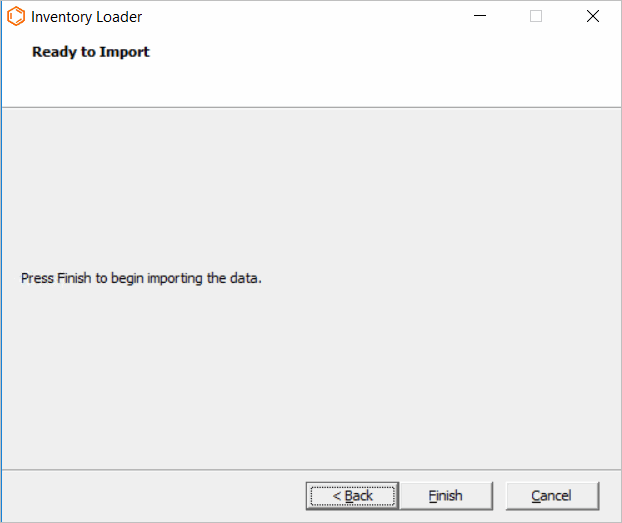 Inventory Loader
Ready to Import
Press Finish to begin importing the data.
< Back
Finish
Cancel